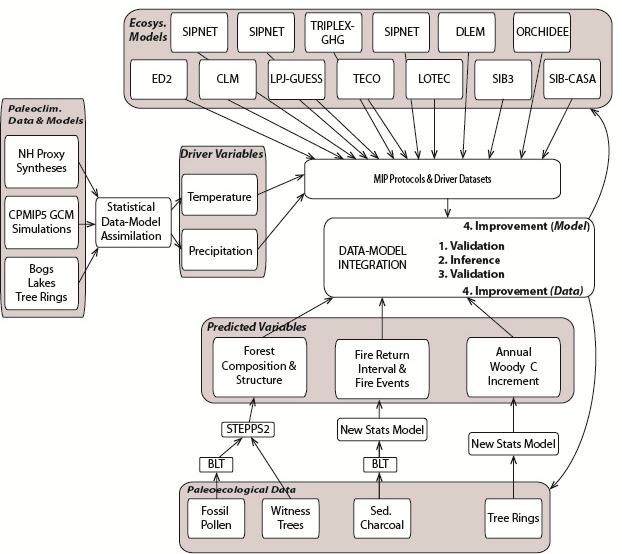 Ecosys.
Models
SIPNET
SIPNET
TRIPLEX-
GHG
SIPNET
DLEM
ORCHIDEE
ED2
CLM
LPJ-GUESS
TECO
LOTEC
SIB3
SIB-CASA
Paleoclim.
Data & Models
NH Proxy
Syntheses
CPMIP5 GCM
Simulations
Bogs
Lakes
Tree Rings
Statistical
Data-Model
Assimilation
Driver Variables
Temperature
Precipitation
MIP Protocols & Driver Datasets
DATA-MODEL
INTEGRATION
4. Improvement (Model)
1. Validation
2. Inference
3. Validation
4. Improvement (Data)
Predicted Variables
Forest
Composition &
Structure
Fire Return
Interval &
Fire Events
Annual
Woody C
Increment
STEPPS2
New Stats Model
New Stats Model
BLT
BLT
Paleoecological Data
Fossil
Pollen
Witness
Trees
Sed.
Charcoal
Tree Rings